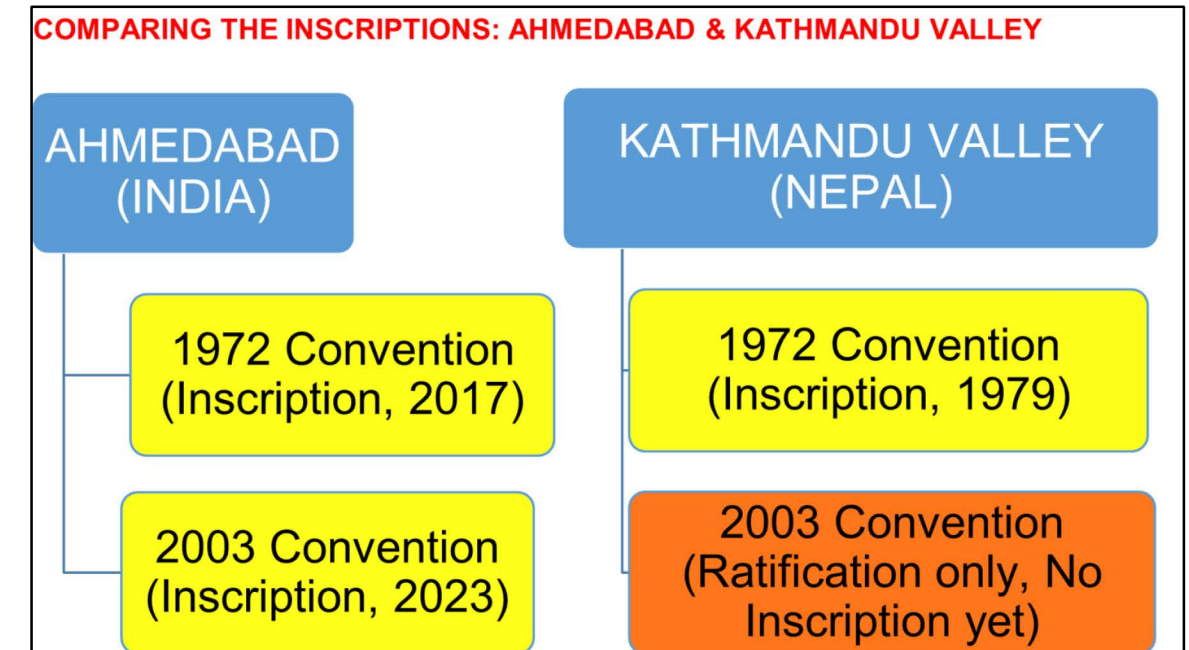 COMPARING THE INSCRIPTIONS: AHMEDABAD & KATHMANDU VALLEY
AHMEDABAD
(INDIA)
1972 Convention
(Inscription, 2017)
2003 Convention
(Inscription, 2023)
KATHMANDU VALLEY
(NEPAL)
1972 Convention
(Inscription, 1979)
2003 Convention
(Ratification only, No
Inscription yet)